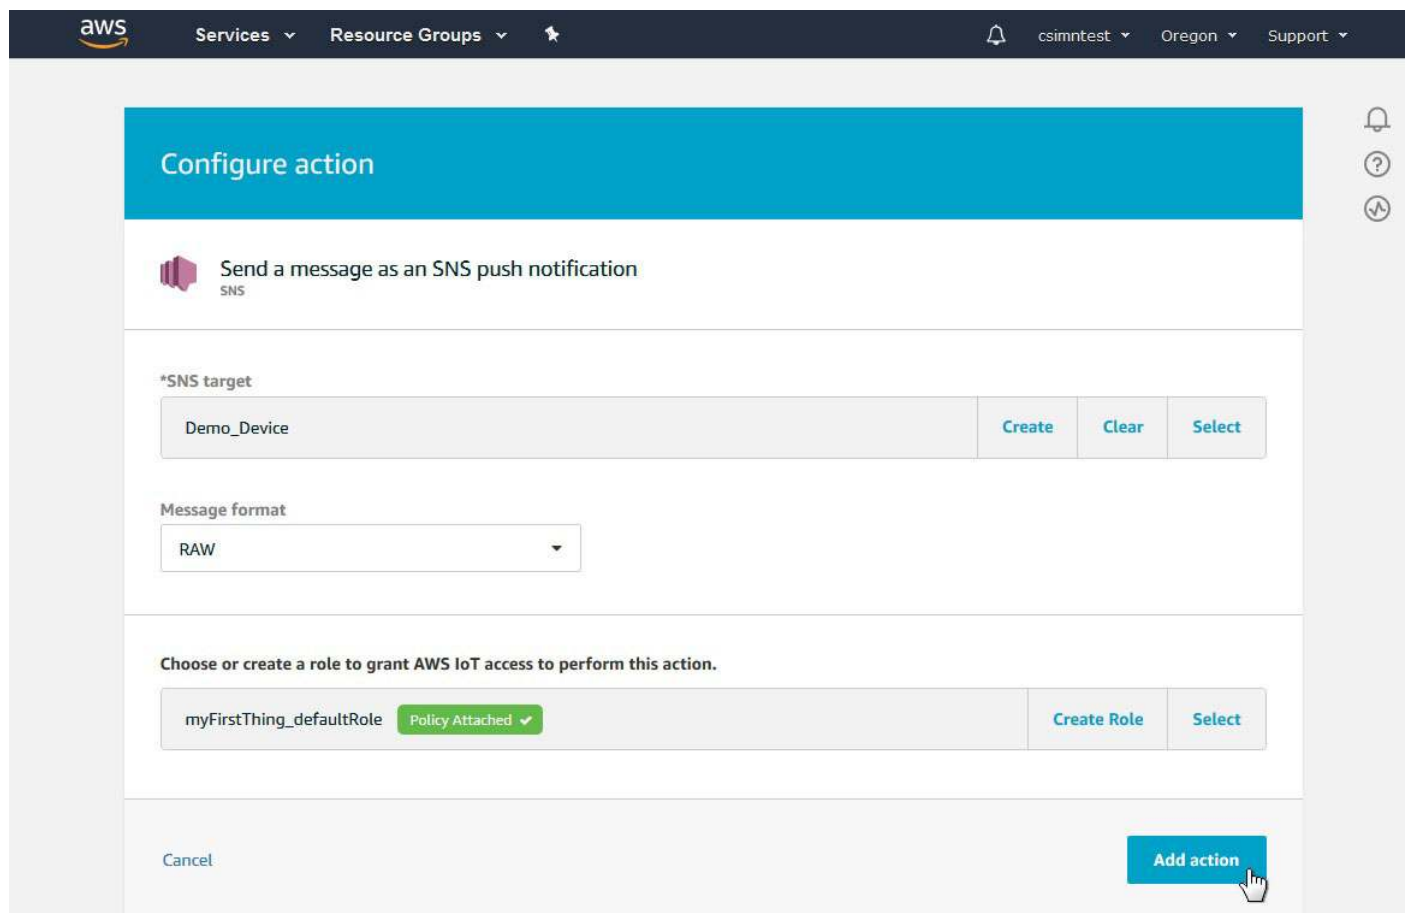 aws Services Resource Groups csimntest Oregon Support
Configure action
Send a message as an SNS push notification
SNS
*SNS target
Demo_Device Create Clear Select
Message format
RAW
Choose or create a role to grant AWS IoT access to perform this action.
myFirstThing_defaultRole Policy Attached Create Role Select
Cancel Add action